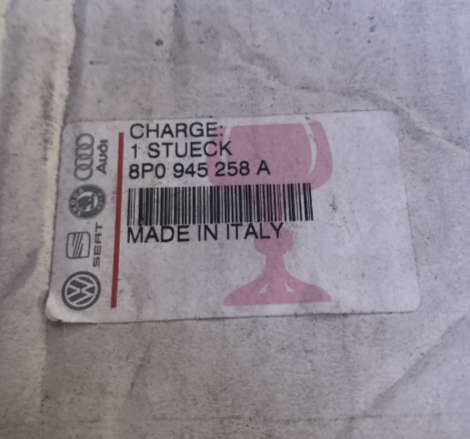 CHARGE:
1 STUECK
8P0 945 258 A
MADE IN ITALY
Audi
SEAT